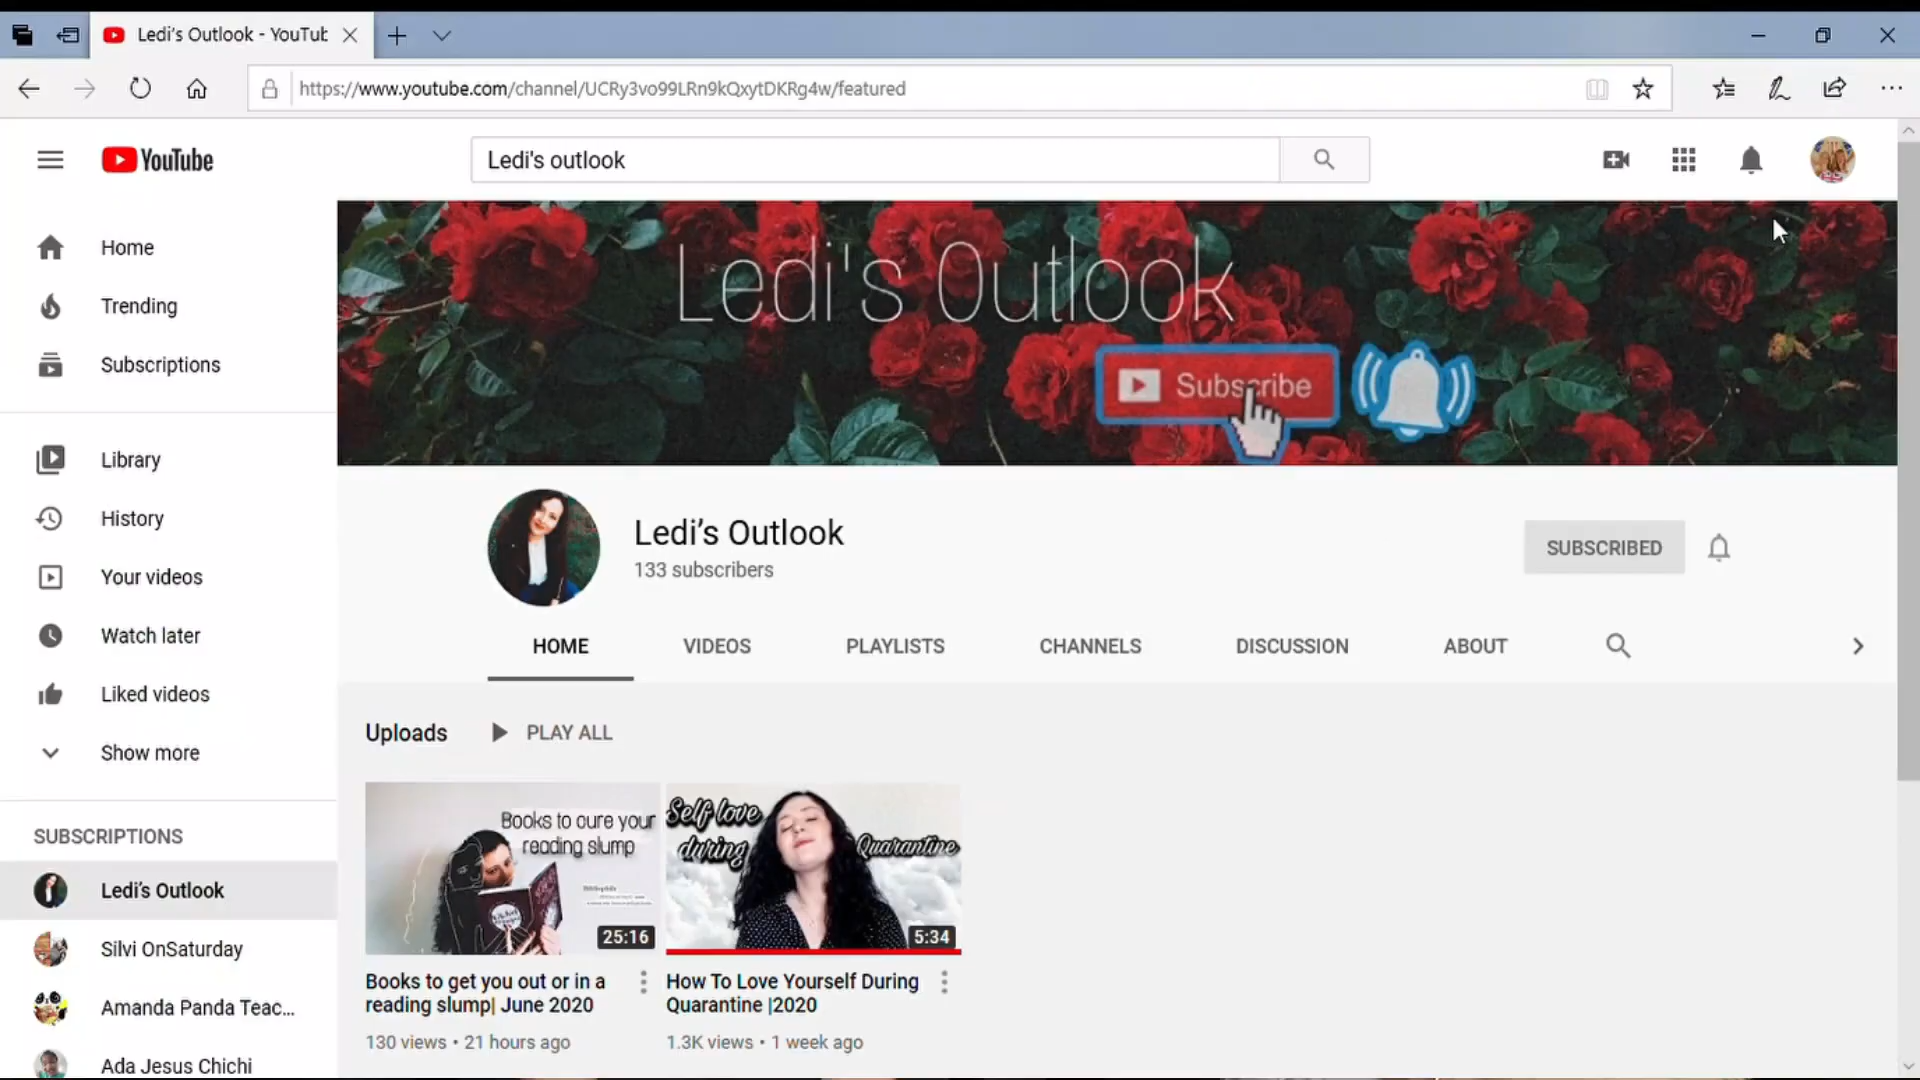 Ledi's Outlook - YouTub
https://www.youtube.com/channel/UCRy3vo99LRn9kQxytDKRg4w/featured
YouTube
Ledi's outlook
Home
Trending
Subscriptions
Library
History
Your videos
Watch later
Liked videos
Show more
SUBSCRIPTIONS
Ledi's Outlook
Silvi OnSaturday
Amanda Panda Teac...
Ada Jesus Chichi
Ledi's Outlook
Subscribe
Ledi's Outlook
133 subscribers
SUBSCRIBED
HOME VIDEOS PLAYLISTS CHANNELS DISCUSSION ABOUT
Uploads PLAY ALL
Books to cure your
reading slump
25:16
Books to get you out or in a
reading slump| June 2020
130 views • 21 hours ago
Self love
during Quarantine
5:34
How To Love Yourself During
Quarantine |2020
1.3K views • 1 week ago